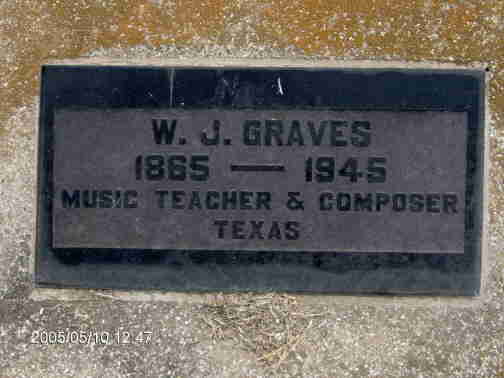 W. J. GRAVES
1865 — 1945
MUSIC TEACHER & COMPOSER
TEXAS
2005/05/10 12:47